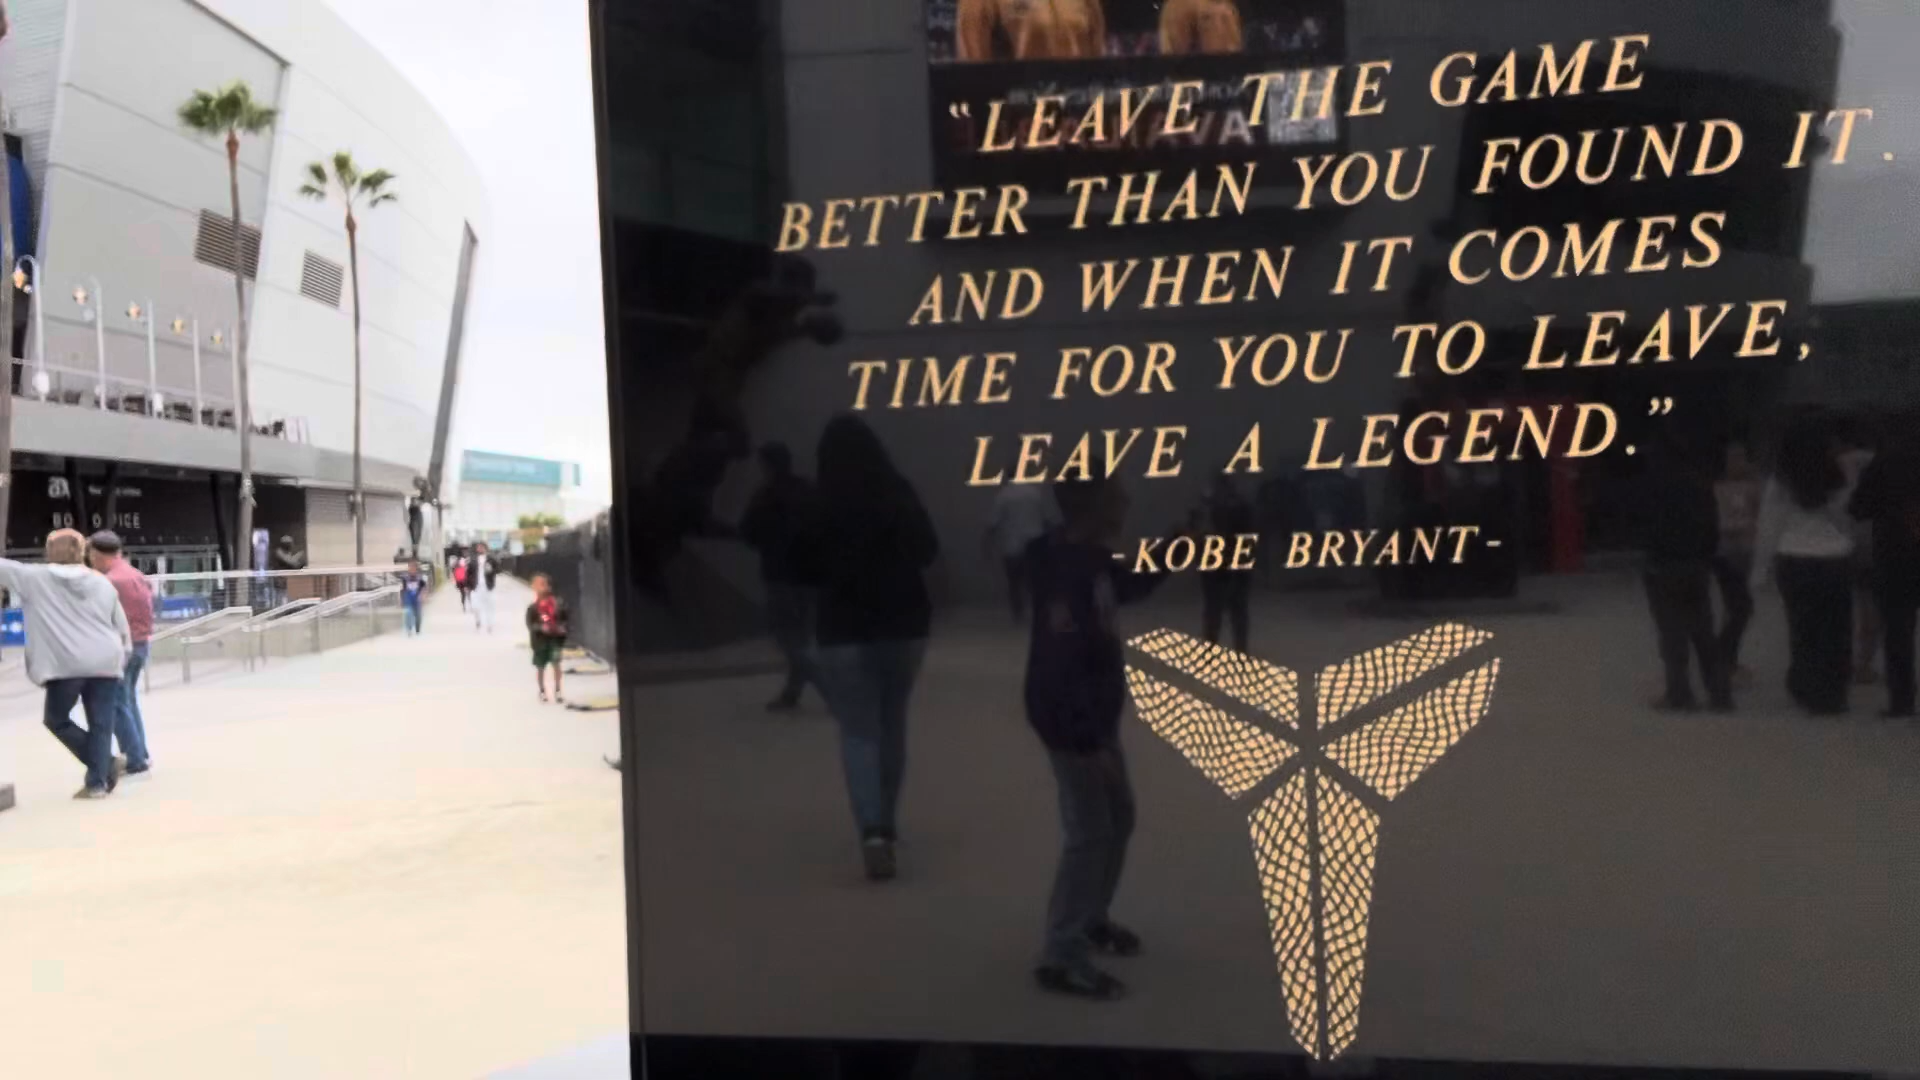 “LEAVE THE GAME
BETTER THAN YOU FOUND IT.
AND WHEN IT COMES
TIME FOR YOU TO LEAVE,
LEAVE A LEGEND.”
-KOBE BRYANT-